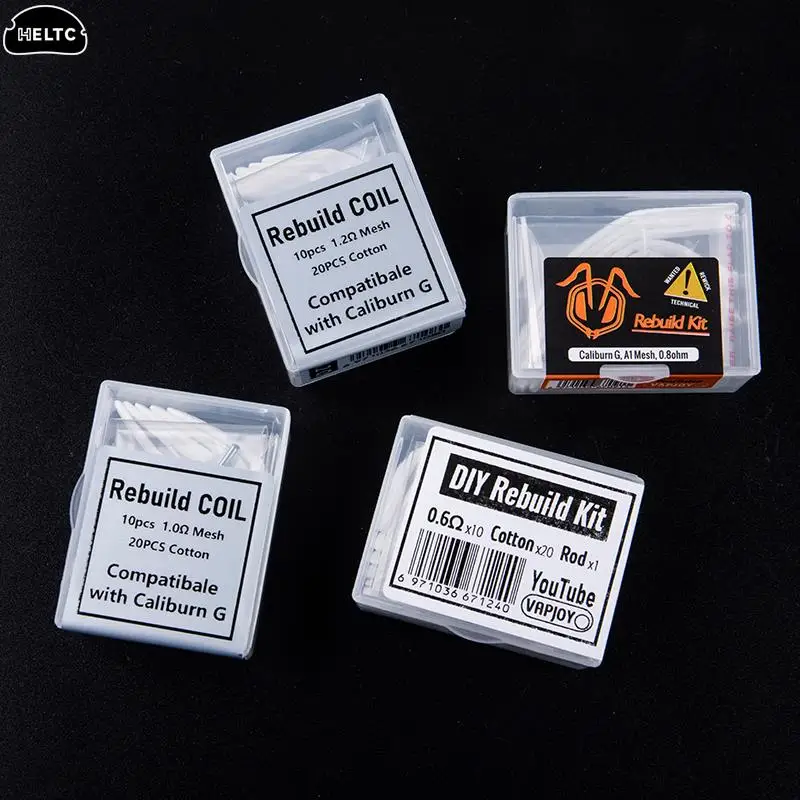 HELTC
Rebuild COIL
10pcs 1.2Ω Mesh
20PCS Cotton
Compatibale
with Caliburn G
WANTED
REWICK
TECHNICAL
Rebuild Kit
Caliburn G, A1 Mesh, 0.8ohm
VAPJOY
Rebuild COIL
10pcs 1.0Ω Mesh
20PCS Cotton
Compatibale
with Caliburn G
DIY Rebuild Kit
0.6Ω x10 Cotton x20 Rod x1
6 971036 671240
YouTube
VAPJOY